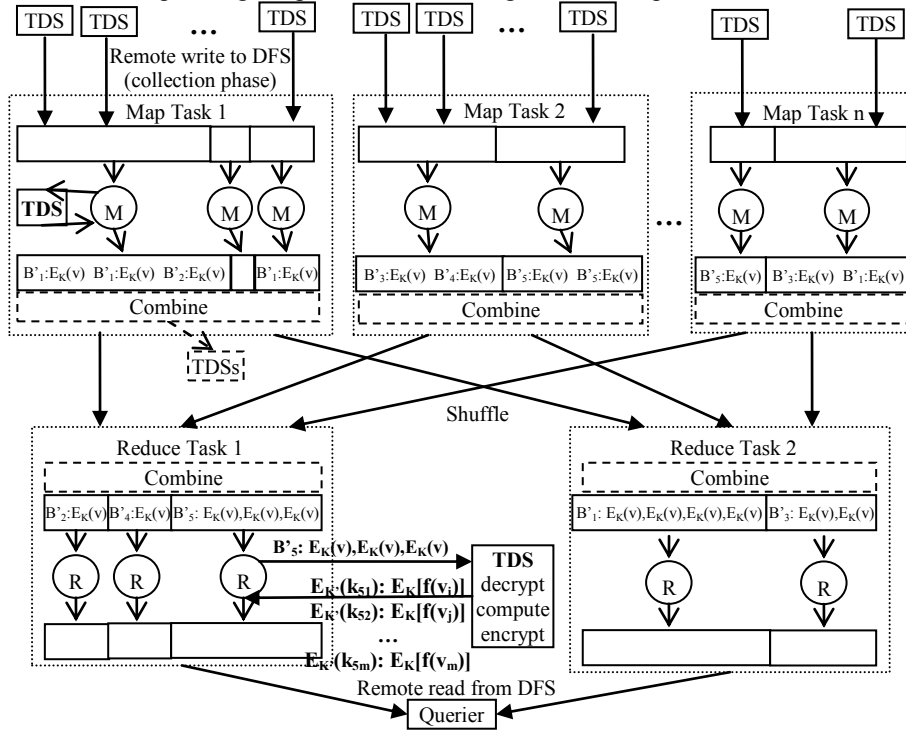 TDS TDS ... TDS TDS TDS ... TDS TDS TDS
Remote write to DFS
(collection phase)
Map Task 1 Map Task 2 Map Task n
TDS M M M M M ... M M
B’₁:Eₖ(v) B’₁:Eₖ(v) B’₂:Eₖ(v) B’₁:Eₖ(v) B’₃:Eₖ(v) B’₄:Eₖ(v) B’₅:Eₖ(v) B’₅:Eₖ(v) B’₅:Eₖ(v) B’₃:Eₖ(v) B’₁:Eₖ(v)
Combine Combine Combine
TDSs
Shuffle
Reduce Task 1 Reduce Task 2
Combine Combine
B’₂:Eₖ(v) B’₄:Eₖ(v) B’₅: Eₖ(v),Eₖ(v),Eₖ(v) B’₁: Eₖ(v),Eₖ(v),Eₖ(v),Eₖ(v) B’₃: Eₖ(v),Eₖ(v)
B’₅: Eₖ(v),Eₖ(v),Eₖ(v)
R R R R R
TDS
decrypt
compute
encrypt
Eₖ’(k₅₁): Eₖ[f(vᵢ)]
Eₖ’(k₅₂): Eₖ[f(vⱼ)]
...
Eₖ’(k₅ₘ): Eₖ[f(vₘ)]
Remote read from DFS
Querier